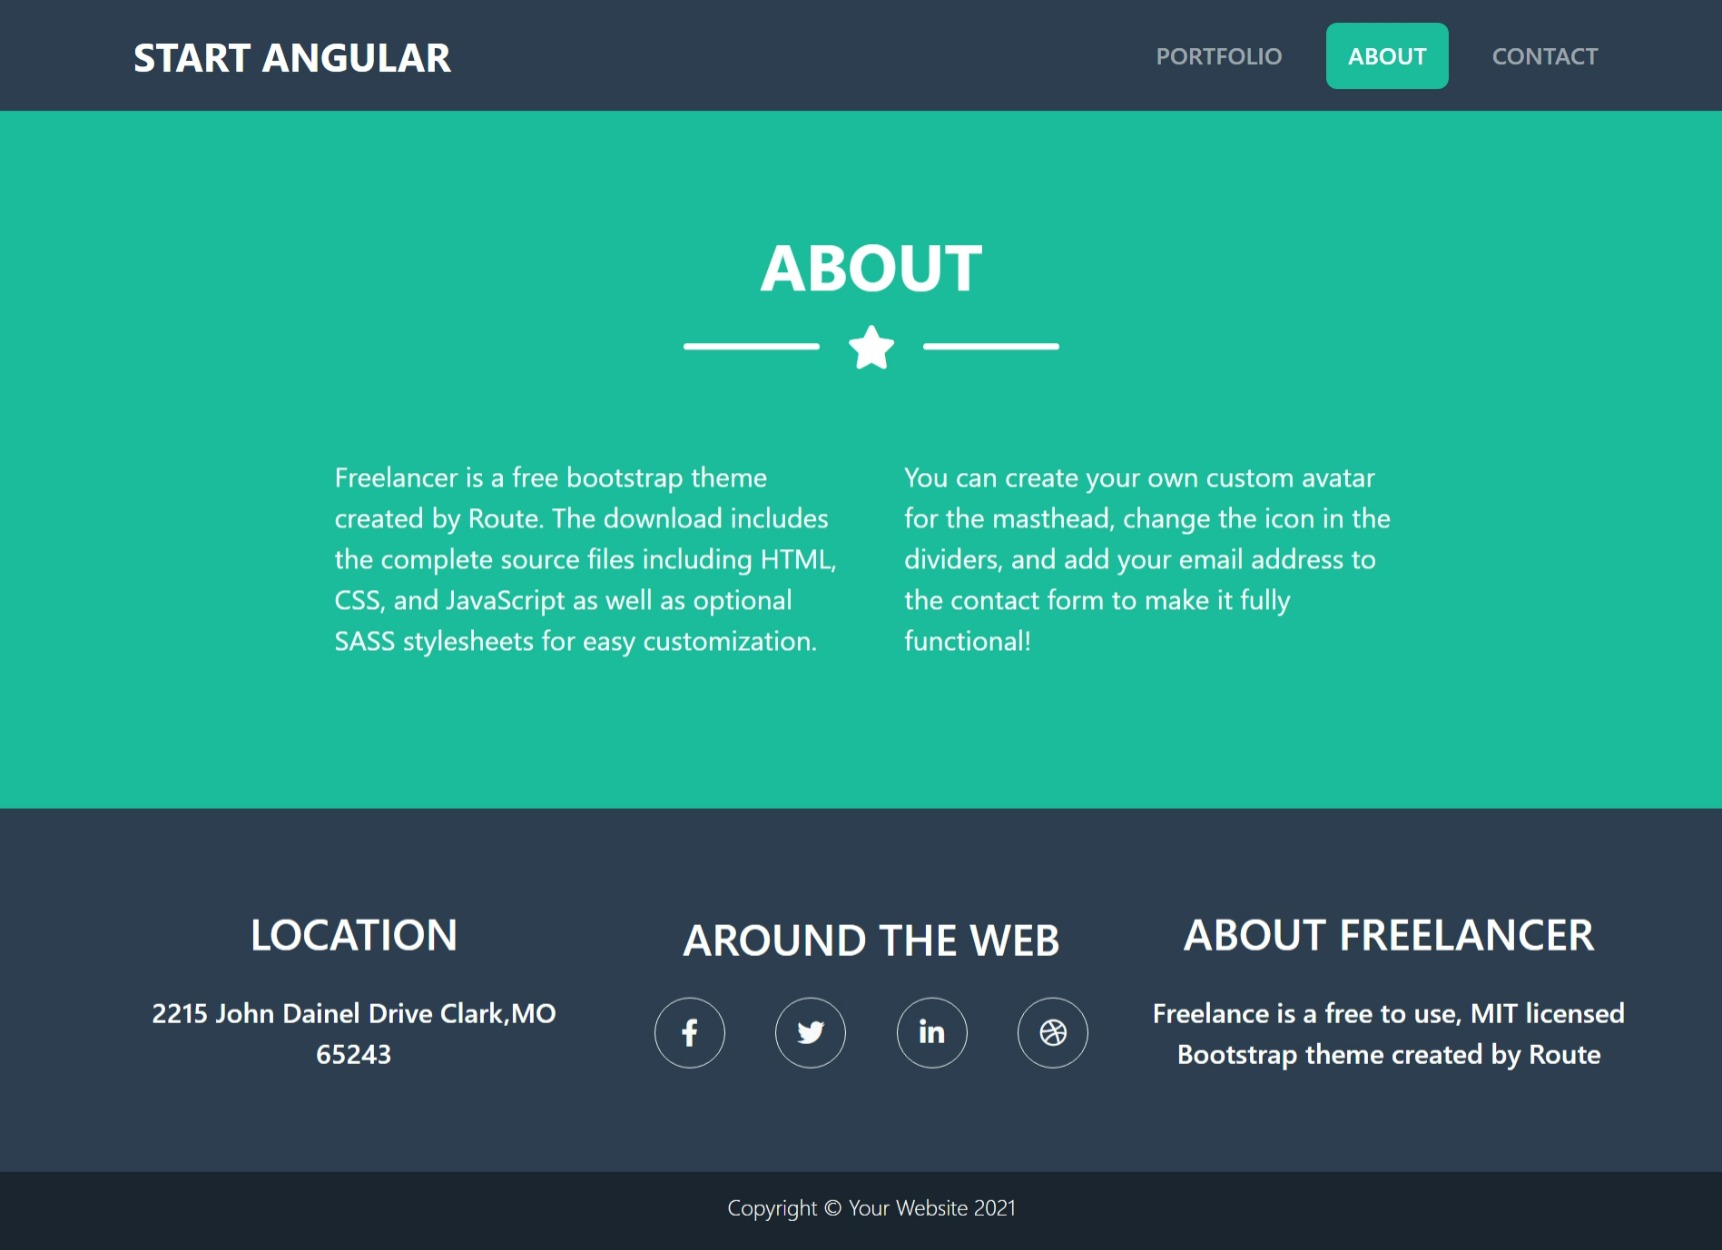 START ANGULAR
PORTFOLIO
ABOUT
CONTACT
ABOUT
Freelancer is a free bootstrap theme
created by Route. The download includes
the complete source files including HTML,
CSS, and JavaScript as well as optional
SASS stylesheets for easy customization.
You can create your own custom avatar
for the masthead, change the icon in the
dividers, and add your email address to
the contact form to make it fully
functional!
LOCATION
2215 John Dainel Drive Clark,MO
65243
AROUND THE WEB
ABOUT FREELANCER
Freelance is a free to use, MIT licensed
Bootstrap theme created by Route
Copyright © Your Website 2021